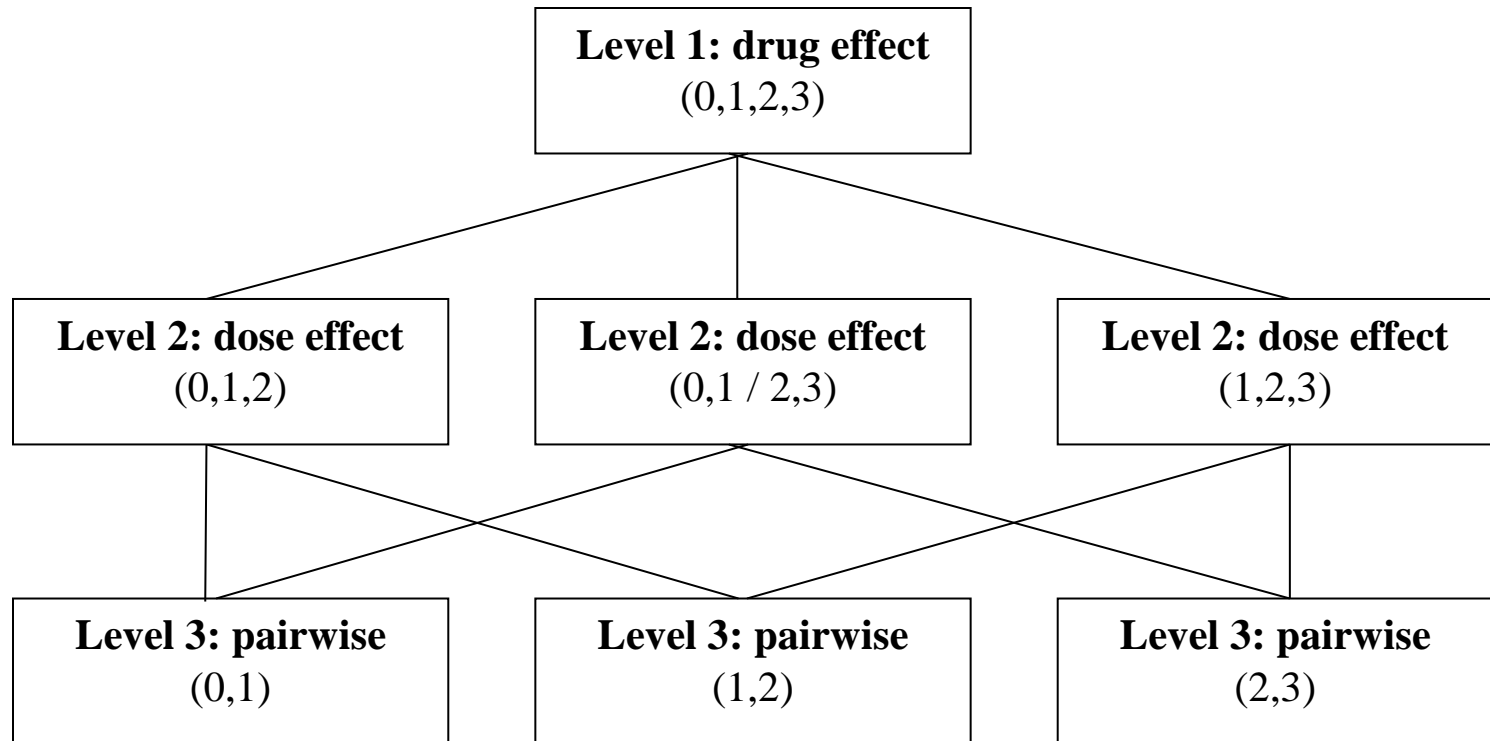 Level 1: drug effect
(0,1,2,3)
Level 2: dose effect
(0,1,2)
Level 2: dose effect
(0,1 / 2,3)
Level 2: dose effect
(1,2,3)
Level 3: pairwise
(0,1)
Level 3: pairwise
(1,2)
Level 3: pairwise
(2,3)